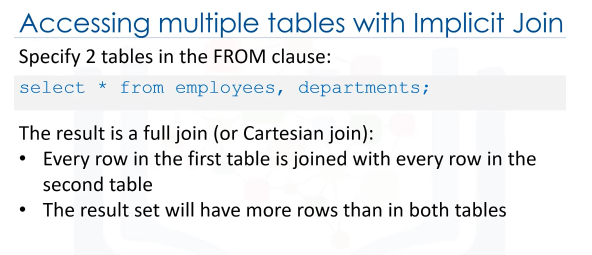 Accessing multiple tables with Implicit Join
Specify 2 tables in the FROM clause:
select * from employees, departments;
The result is a full join (or Cartesian join):
• Every row in the first table is joined with every row in the
second table
• The result set will have more rows than in both tables